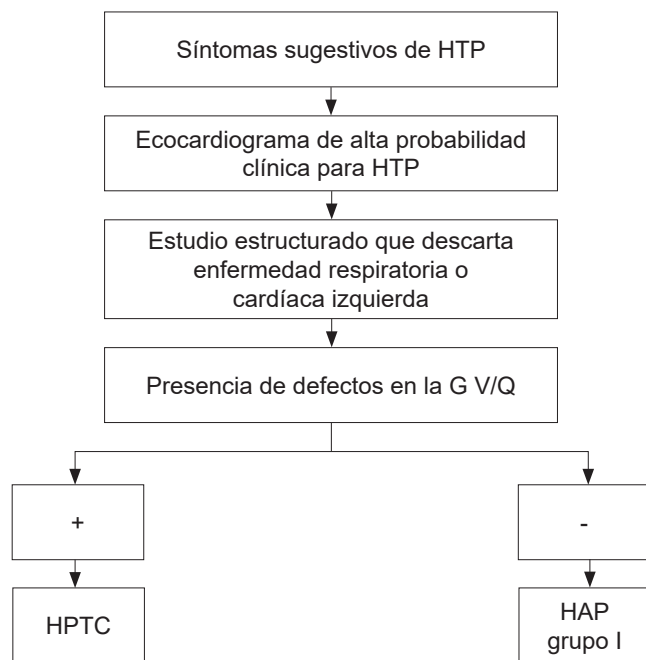 Síntomas sugestivos de HTP
Ecocardiograma de alta probabilidad
clínica para HTP
Estudio estructurado que descarta
enfermedad respiratoria o
cardíaca izquierda
Presencia de defectos en la G V/Q
+
-
HPTC
HAP
grupo I